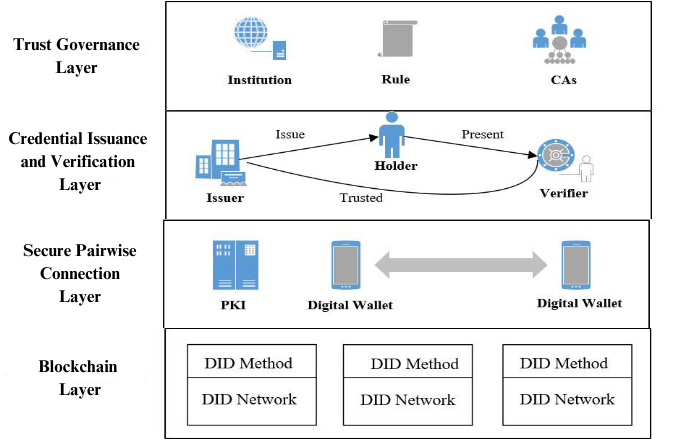 Trust Governance
Layer
Institution
Rule
CAs
Credential Issuance
and Verification
Layer
Issue
Present
Holder
Issuer
Trusted
Verifier
Secure Pairwise
Connection
Layer
PKI
Digital Wallet
Digital Wallet
Blockchain
Layer
DID Method
DID Network
DID Method
DID Network
DID Method
DID Network